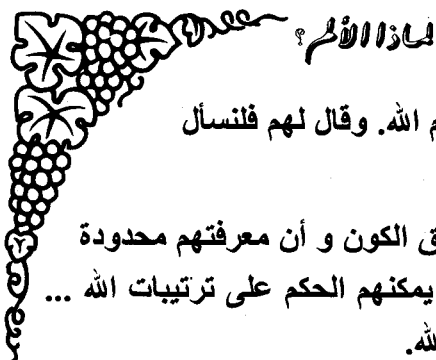 لماذا الألم؟
م الله. وقال لهم فلنسأل
ق الكون و أن معرفتهم محدودة
يمكنهم الحكم على ترتيبات الله ...
لله.